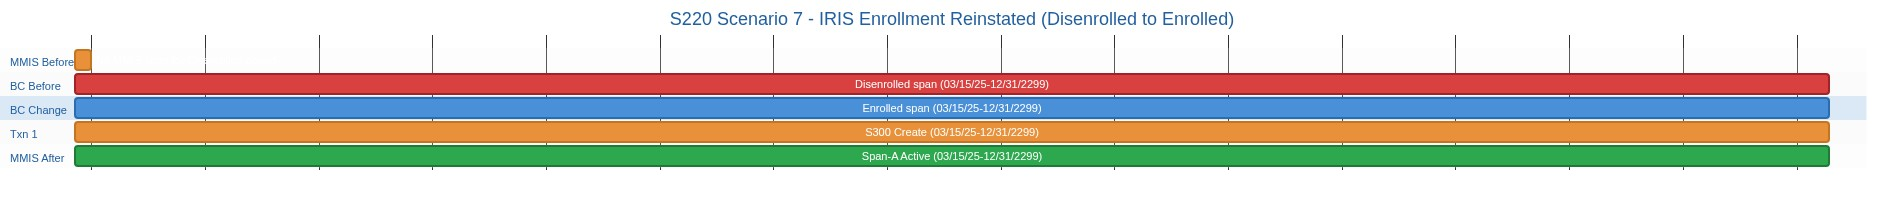 S220 Scenario 7 - IRIS Enrollment Reinstated (Disenrolled to Enrolled)
MMIS Before
BC Before
Disenrolled span (03/15/25-12/31/2299)
BC Change
Enrolled span (03/15/25-12/31/2299)
Txn 1
S300 Create (03/15/25-12/31/2299)
MMIS After
Span-A Active (03/15/25-12/31/2299)